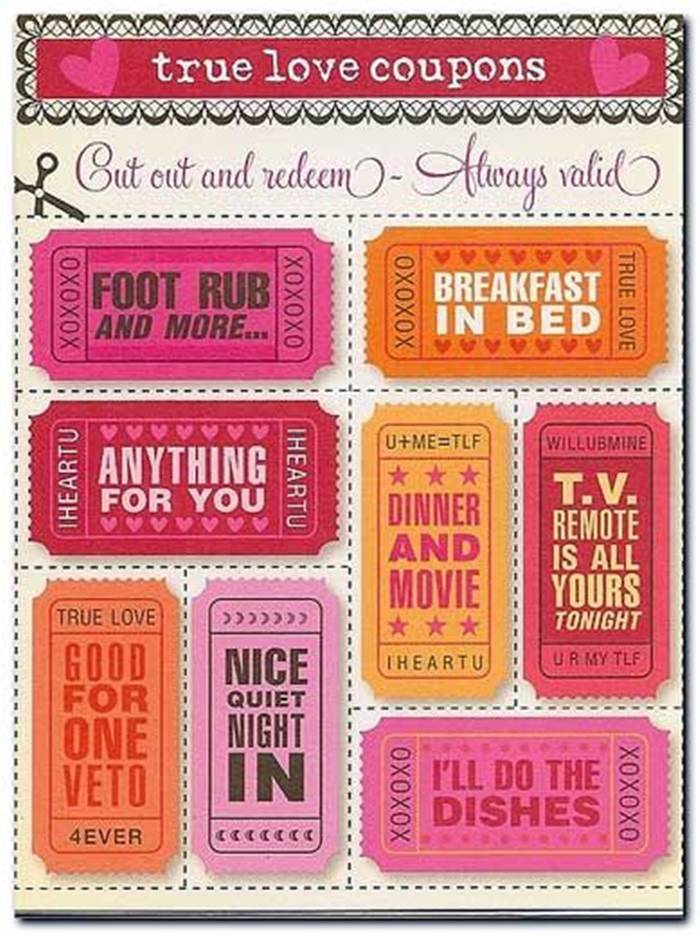 true love coupons
Cut out and redeem - Always valid
XOXOXO
FOOT RUB
AND MORE...
XOXOXO
XOXOXO
BREAKFAST
IN BED
TRUE LOVE
IHEARTU
ANYTHING
FOR YOU
IHEARTU
U+ME=TLF
DINNER
AND
MOVIE
IHEARTU
WILLUBMINE
T.V.
REMOTE
IS ALL
YOURS
TONIGHT
U R MY TLF
TRUE LOVE
GOOD
FOR
ONE
VETO
4EVER
NICE
QUIET
NIGHT
IN
XOXOXO
I'LL DO THE
DISHES
XOXOXO